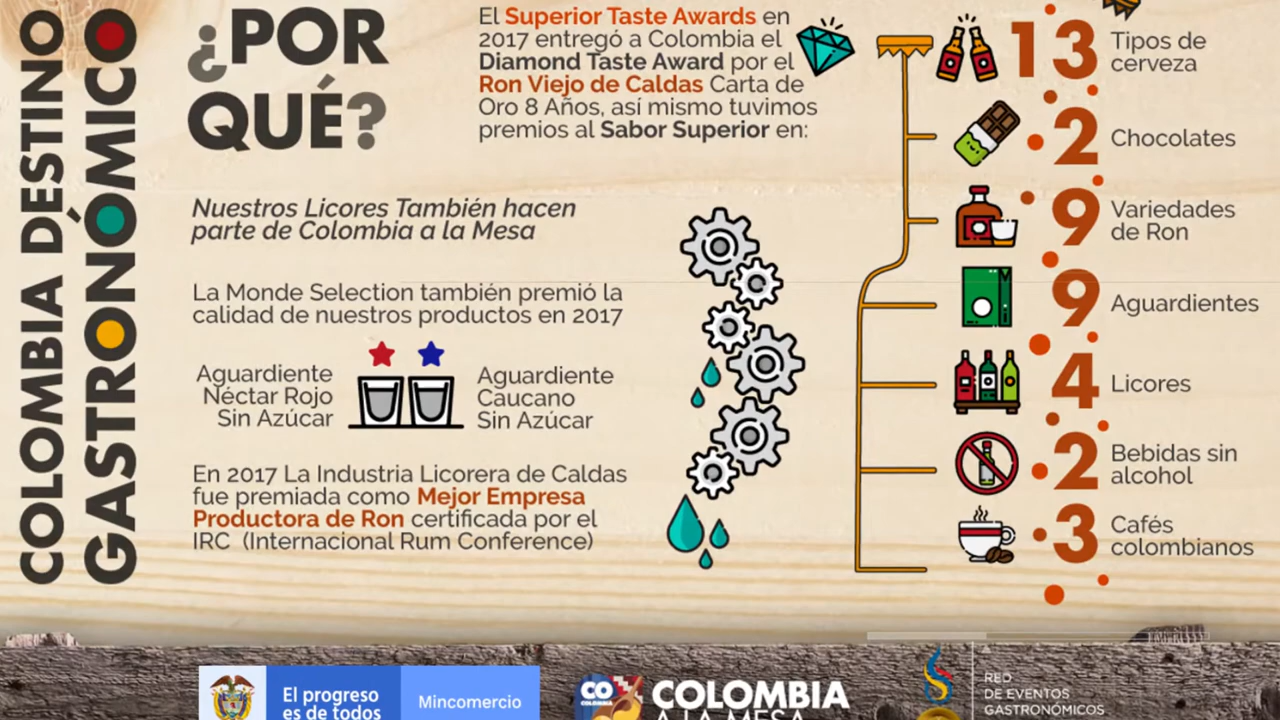 COLOMBIA DESTINO
GASTRONÓMICO
¿POR
QUÉ?
El Superior Taste Awards en
2017 entregó a Colombia el
Diamond Taste Award por el
Ron Viejo de Caldas Carta de
Oro 8 Años, así mismo tuvimos
premios al Sabor Superior en:
Nuestros Licores También hacen
parte de Colombia a la Mesa
La Monde Selection también premió la
calidad de nuestros productos en 2017
Aguardiente
Néctar Rojo
Sin Azúcar
Aguardiente
Caucano
Sin Azúcar
En 2017 La Industria Licorera de Caldas
fue premiada como Mejor Empresa
Productora de Ron certificada por el
IRC (Internacional Rum Conference)
13 Tipos de
cerveza
2 Chocolates
9 Variedades
de Ron
9 Aguardientes
4 Licores
2 Bebidas sin
alcohol
3 Cafés
colombianos
El progreso
es de todos
Mincomercio
CO
COLOMBIA
COLOMBIA
A LA MESA
RED
DE EVENTOS
GASTRONÓMICOS